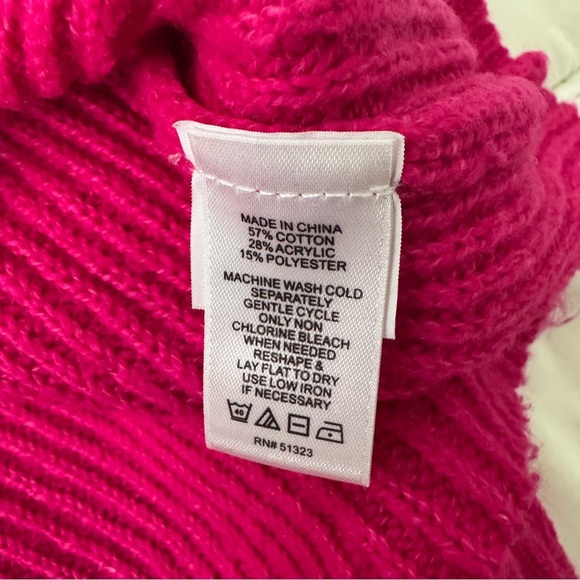 MADE IN CHINA
57% COTTON
28% ACRYLIC
15% POLYESTER
MACHINE WASH COLD
SEPARATELY
GENTLE CYCLE
ONLY NON
CHLORINE BLEACH
WHEN NEEDED
RESHAPE &
LAY FLAT TO DRY
USE LOW IRON
IF NECESSARY
40
RN# 51323